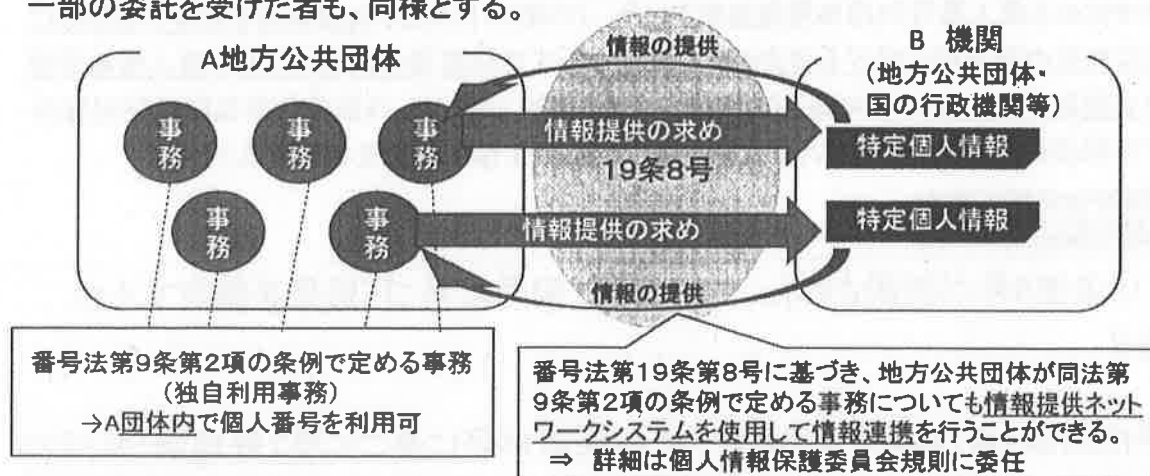 一部の委託を受けた者も、同様とする。
A地方公共団体
情報の提供
B 機関
(地方公共団体・
国の行政機関等)
事務
事務
事務
情報提供の求め
特定個人情報
19条8号
事務
事務
情報提供の求め
特定個人情報
情報の提供
番号法第9条第2項の条例で定める事務
(独自利用事務)
→A団体内で個人番号を利用可
番号法第19条第8号に基づき、地方公共団体が同法第
9条第2項の条例で定める事務についても情報提供ネット
ワークシステムを使用して情報連携を行うことができる。
⇒ 詳細は個人情報保護委員会規則に委任